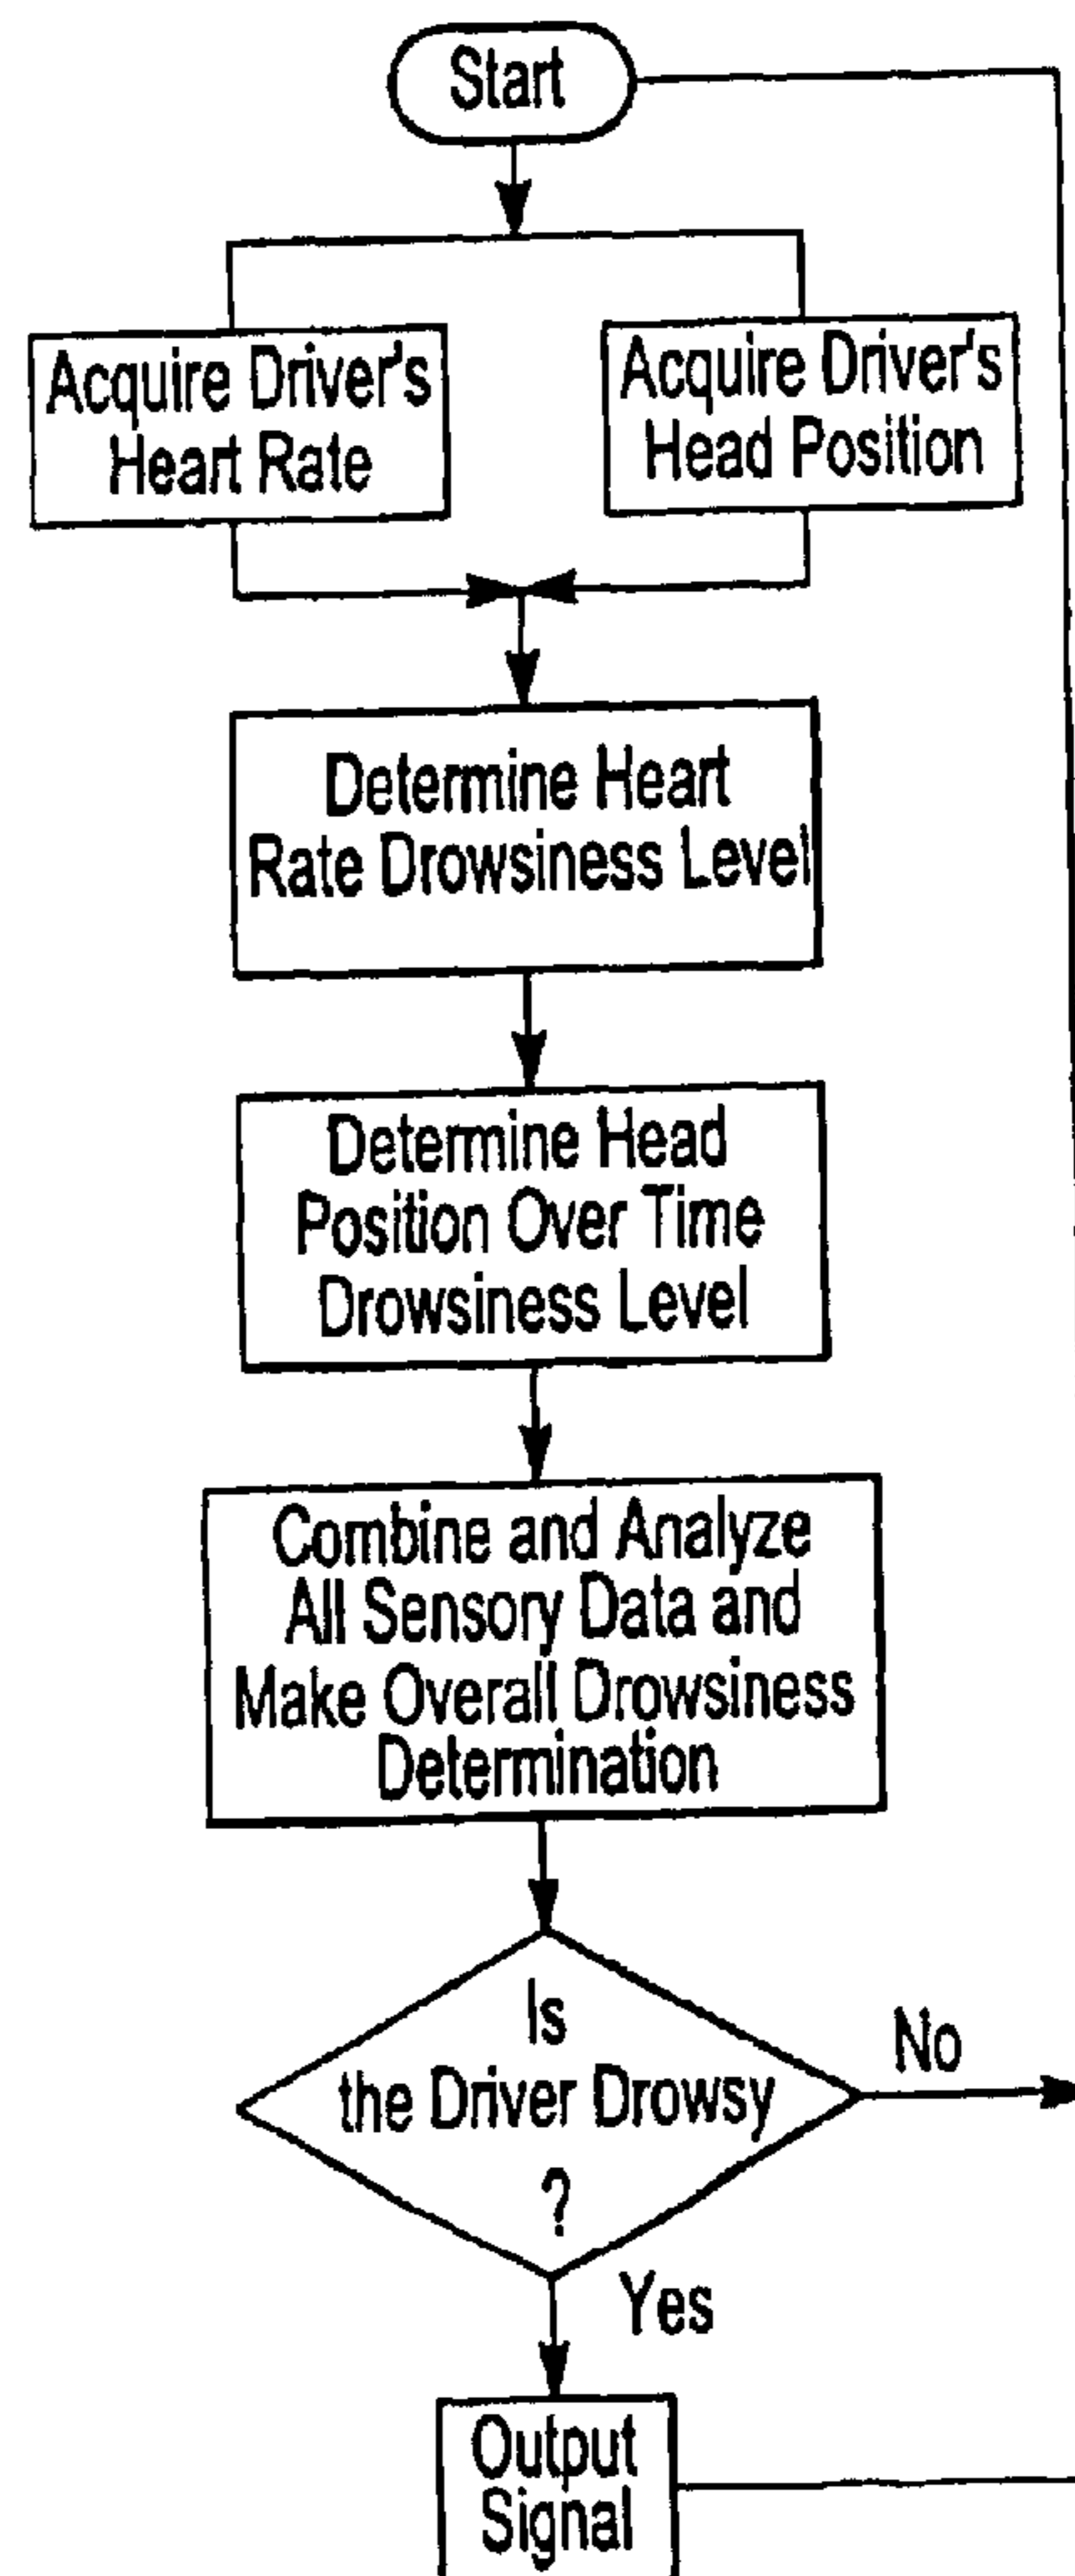 Start
Acquire Driver's
Heart Rate
Acquire Driver's
Head Position
Determine Heart
Rate Drowsiness Level
Determine Head
Position Over Time
Drowsiness Level
Combine and Analyze
All Sensory Data and
Make Overall Drowsiness
Determination
Is
the Driver Drowsy
?
No
Yes
Output
Signal